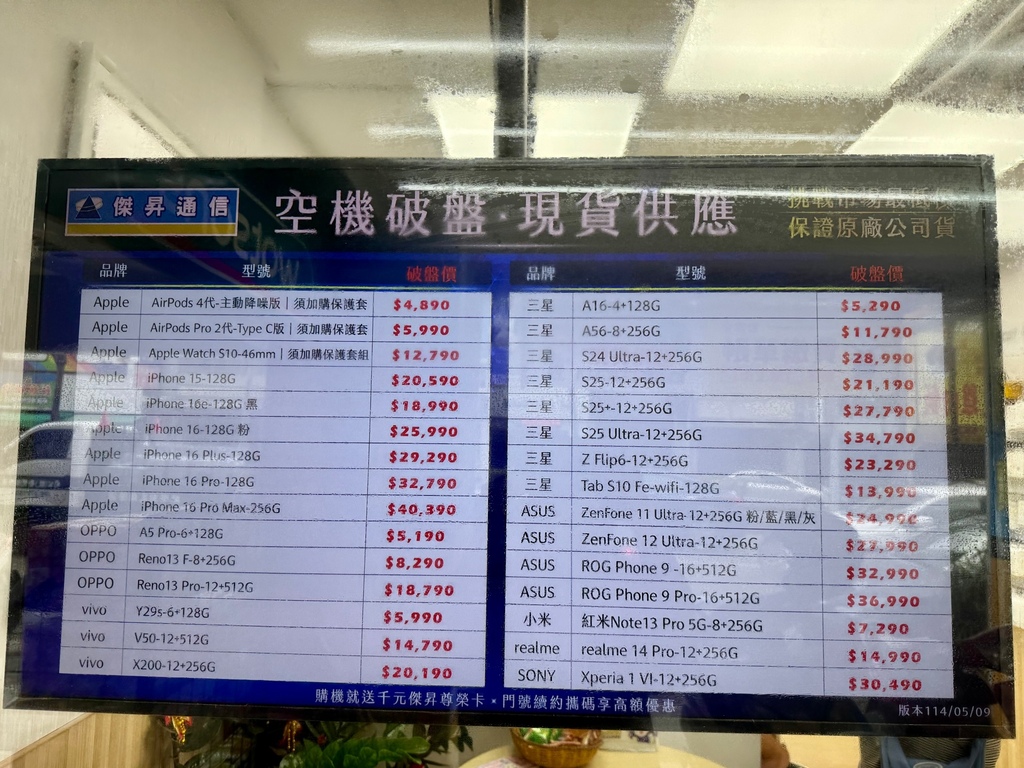 傑昇通信
空機破盤·現貨供應
挑戰市場最低價
保證原廠公司貨
品牌 型號 破盤價
Apple AirPods 4代-主動降噪版｜須加購保護套 $4,890
Apple AirPods Pro 2代-Type C版｜須加購保護套 $5,990
Apple Apple Watch S10-46mm｜須加購保護套組 $12,790
Apple iPhone 15-128G $20,590
Apple iPhone 16e-128G 黑 $18,990
Apple iPhone 16-128G 粉 $25,990
Apple iPhone 16 Plus-128G $29,290
Apple iPhone 16 Pro-128G $32,790
Apple iPhone 16 Pro Max-256G $40,390
OPPO A5 Pro-6+128G $5,190
OPPO Reno13 F-8+256G $8,290
OPPO Reno13 Pro-12+512G $18,790
vivo Y29s-6+128G $5,990
vivo V50-12+512G $14,790
vivo X200-12+256G $20,190
品牌 型號 破盤價
三星 A16-4+128G $5,290
三星 A56-8+256G $11,790
三星 S24 Ultra-12+256G $28,990
三星 S25-12+256G $21,190
三星 S25+-12+256G $27,790
三星 S25 Ultra-12+256G $34,790
三星 Z Flip6-12+256G $23,290
三星 Tab S10 Fe-wifi-128G $13,990
ASUS ZenFone 11 Ultra-12+256G 粉/藍/黑/灰 $24,990
ASUS ZenFone 12 Ultra-12+256G $27,990
ASUS ROG Phone 9 -16+512G $32,990
ASUS ROG Phone 9 Pro-16+512G $36,990
小米 紅米Note13 Pro 5G-8+256G $7,290
realme realme 14 Pro-12+256G $14,990
SONY Xperia 1 VI-12+256G $30,490
購機就送千元傑昇尊榮卡 × 門號續約攜碼享高額優惠
版本114/05/09